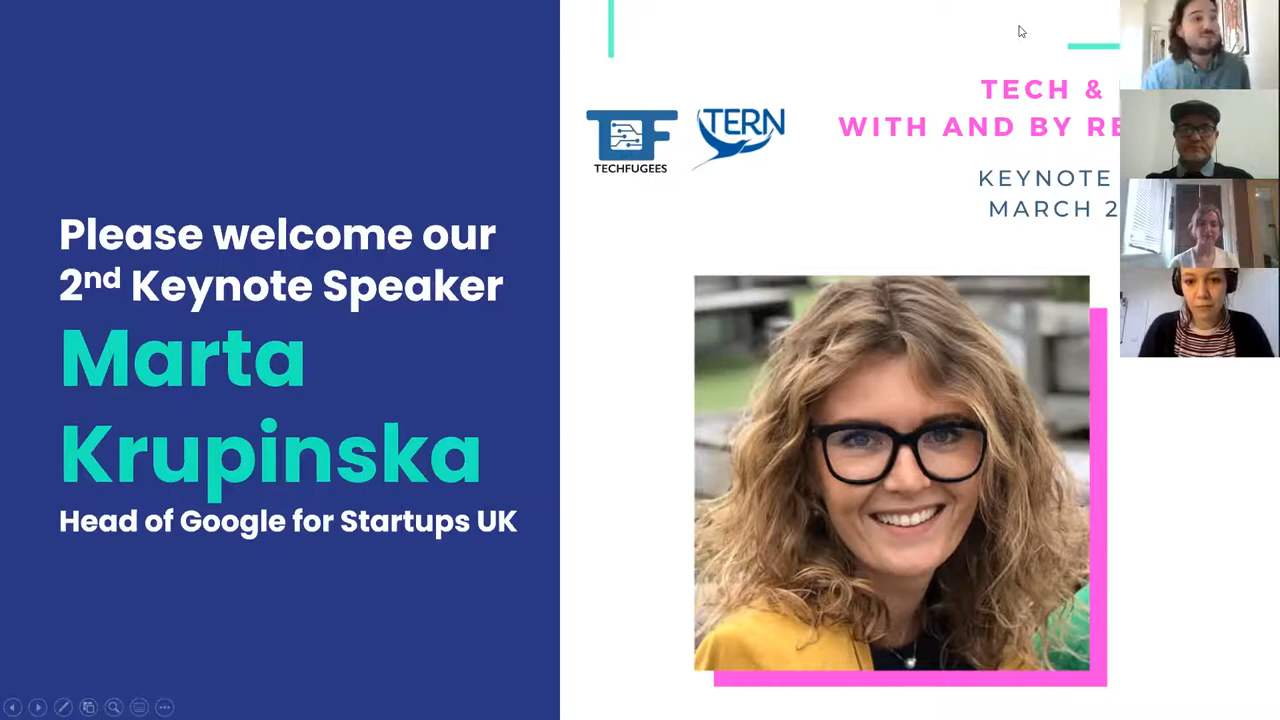 Please welcome our
2nd Keynote Speaker
Marta
Krupinska
Head of Google for Startups UK
TECHFUGEES
TERN
TECH &
WITH AND BY RE
KEYNOTE
MARCH 2